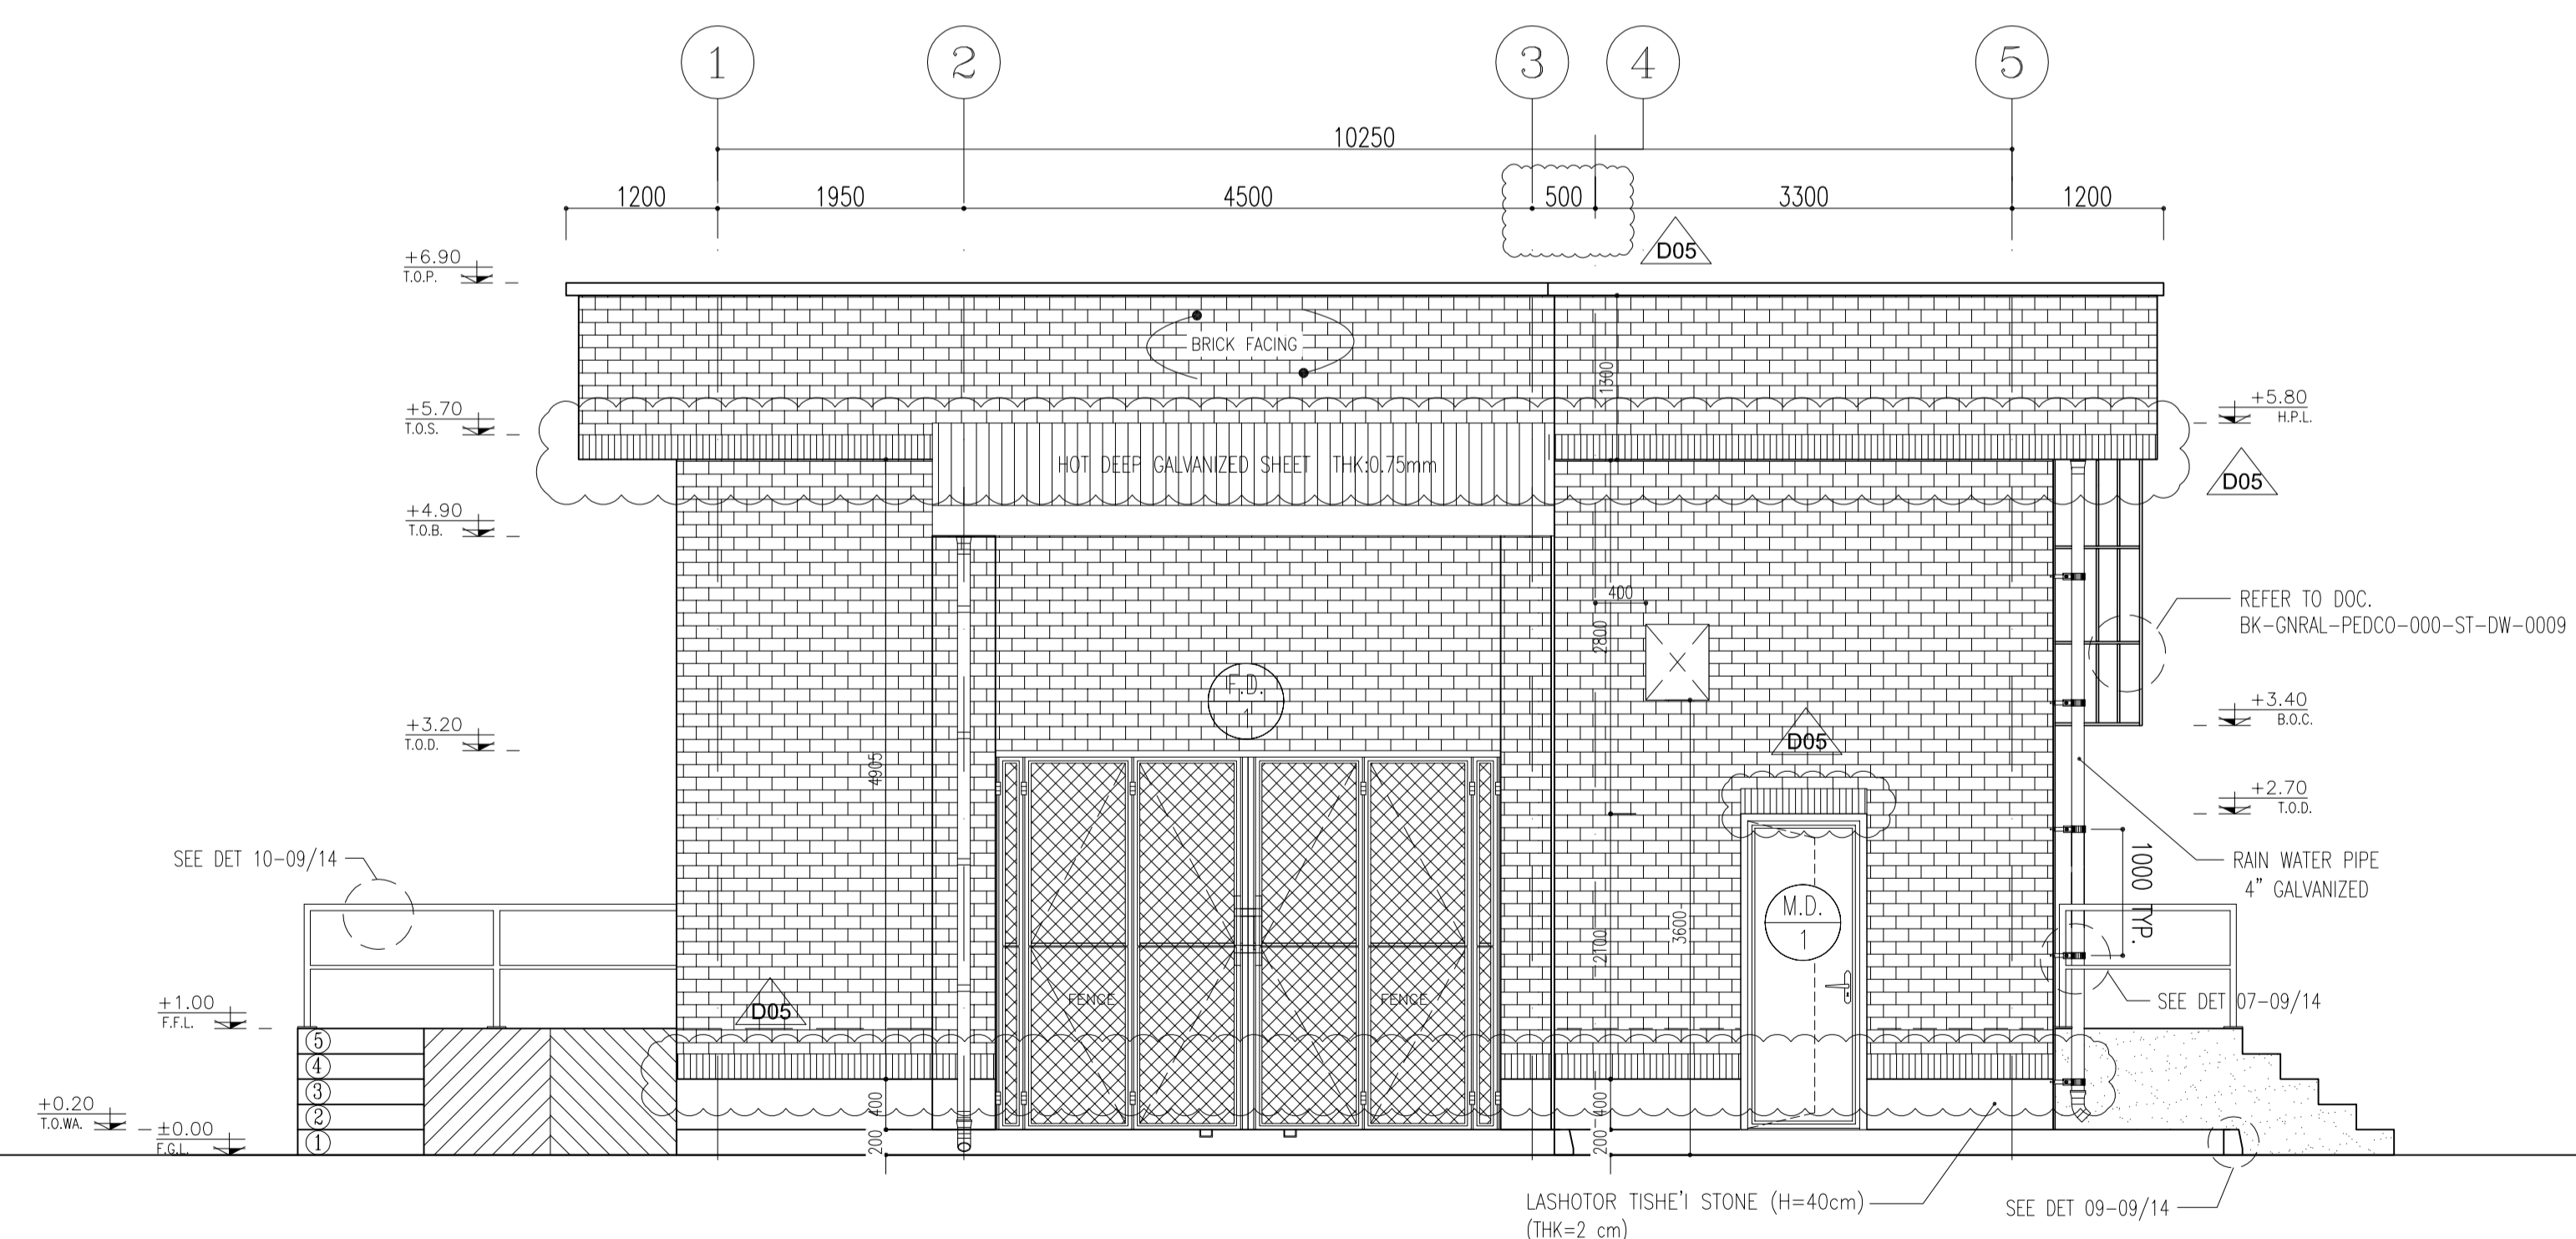 1 2 3 4 5
10250
1200 1950 4500 500 3300 1200
D05
+6.90
T.O.P.
BRICK FACING
1300
+5.70
T.O.S.
+5.80
H.P.L.
HOT DEEP GALVANIZED SHEET THK:0.75mm
D05
+4.90
T.O.B.
400
2800
REFER TO DOC.
BK-GNRAL-PEDCO-000-ST-DW-0009
F.D.
1
+3.40
B.O.C.
+3.20
T.O.D.
D05
4905
+2.70
T.O.D.
SEE DET 10-09/14
RAIN WATER PIPE
4" GALVANIZED
1000 TYP.
M.D.
1
3600
2100
FENCE FENCE
+1.00
F.F.L.
D05
SEE DET 07-09/14
5
4
3
2
1
+0.20
T.O.WA.
±0.00
F.G.L.
400
200
400
200
LASHOTOR TISHE'I STONE (H=40cm)
(THK=2 cm)
SEE DET 09-09/14